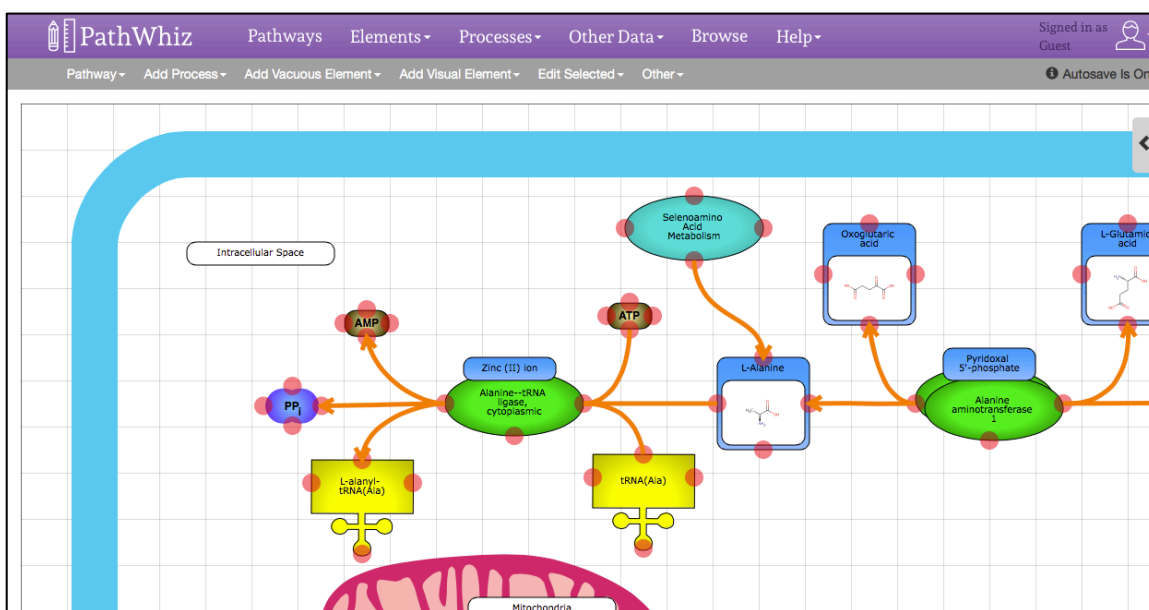 PathWhiz
Pathways Elements Processes Other Data Browse Help
Signed in as
Guest
Pathway Add Process Add Vacuous Element Add Visual Element Edit Selected Other
Autosave Is On
Intracellular Space
Selenoamino
Acid
Metabolism
Oxoglutaric
acid
L-Glutamic
acid
AMP
ATP
Zinc (II) ion
Alanine--tRNA
ligase,
cytoplasmic
L-Alanine
Pyridoxal
5'-phosphate
Alanine
aminotransferase
1
PPi
L-alanyl-
tRNA(Ala)
tRNA(Ala)
Mitochondria